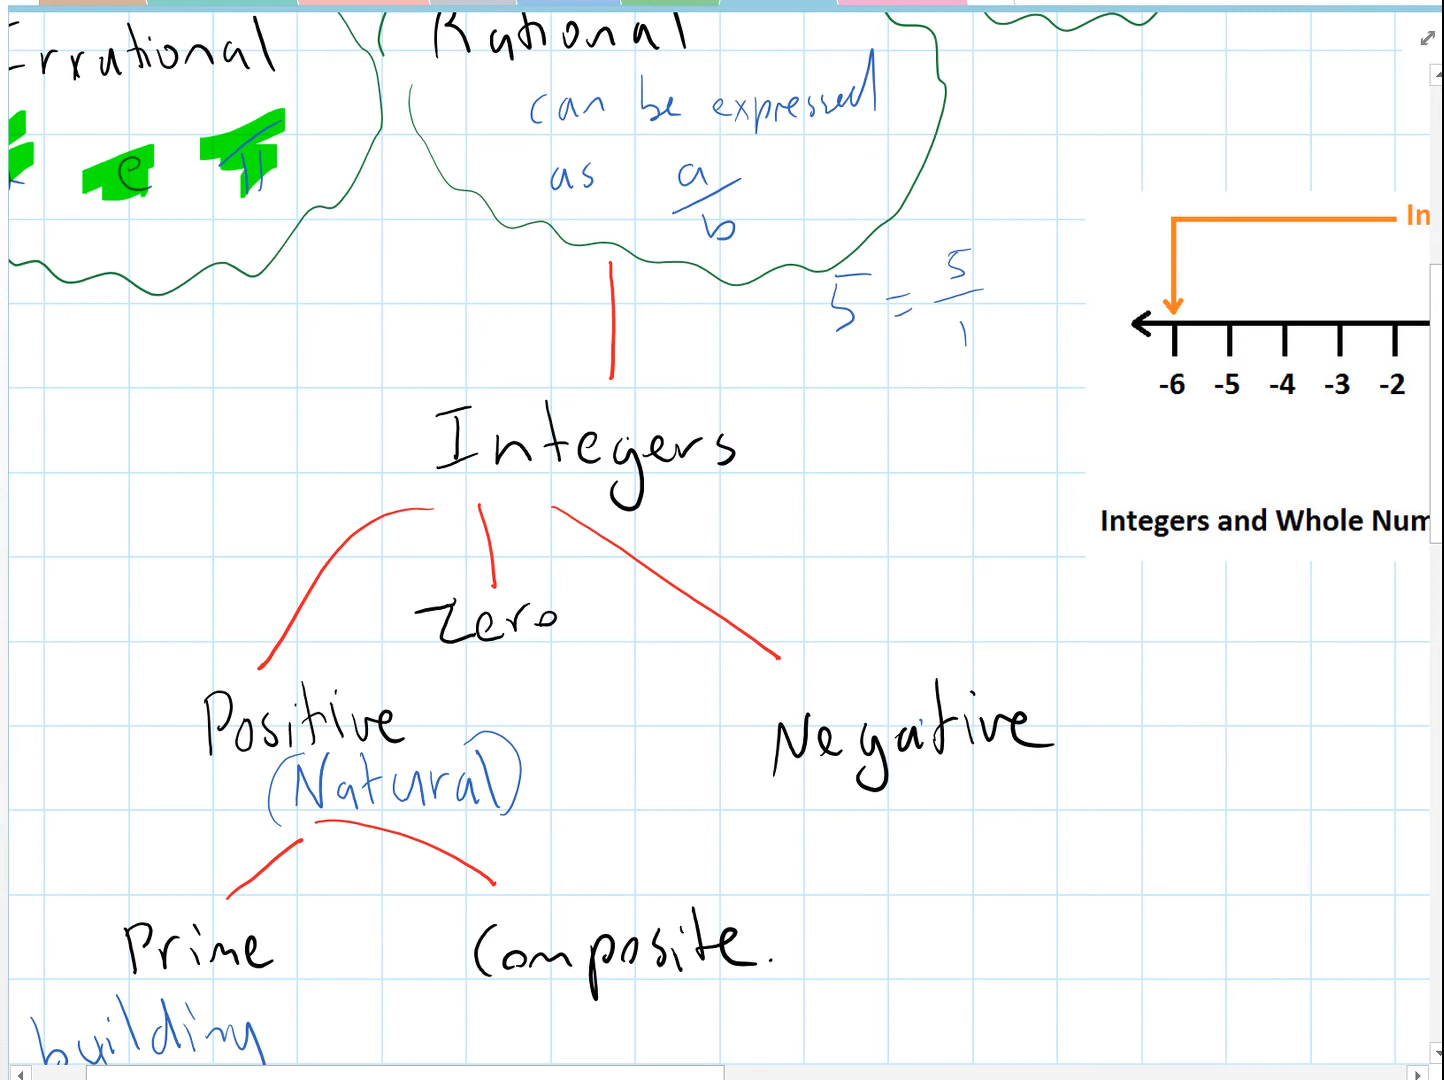 Irrational
Rational
can be expressed
as a/b
e π
5 = 5/1
In
-6 -5 -4 -3 -2
Integers
Integers and Whole Num
Zero
Positive
(Natural)
Negative
Prime
Composite.
building